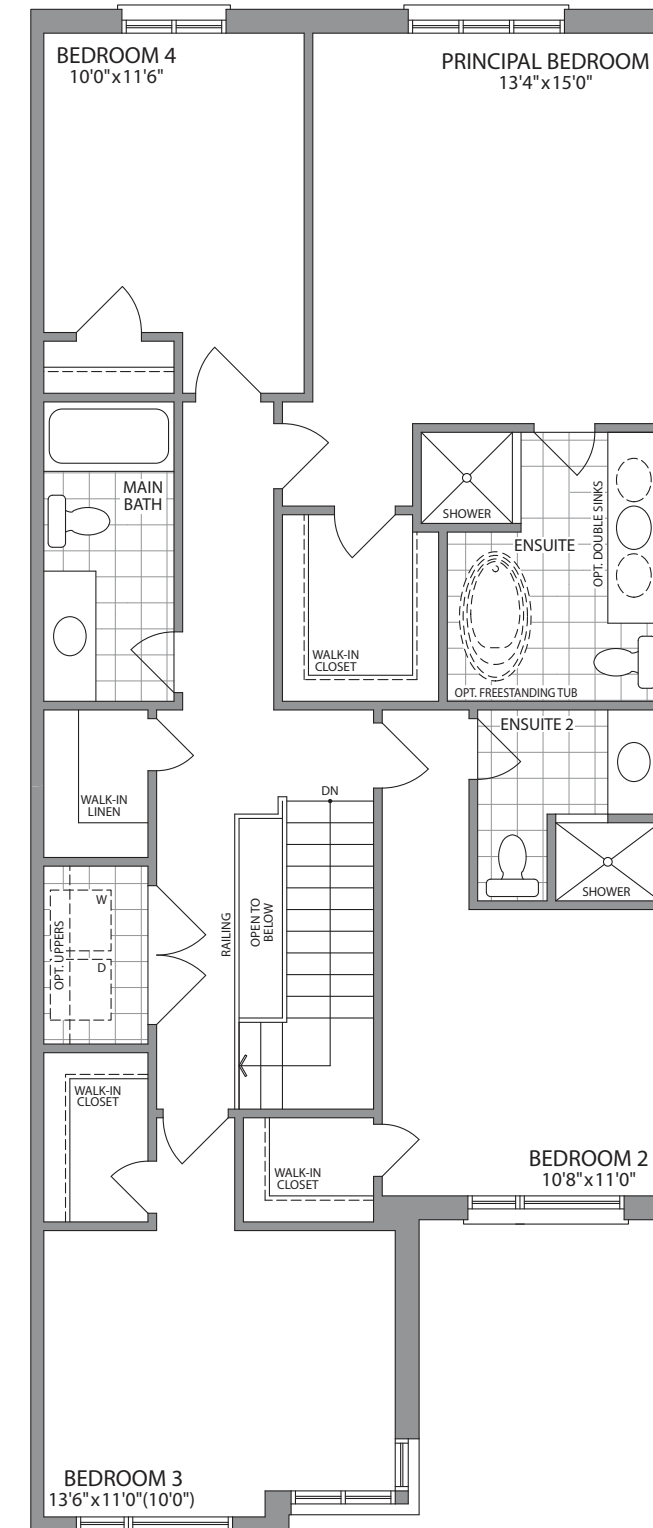 BEDROOM 4
10'0"x11'6"
PRINCIPAL BEDROOM
13'4"x15'0"
MAIN
BATH
SHOWER
ENSUITE
OPT. DOUBLE SINKS
WALK-IN
CLOSET
OPT. FREESTANDING TUB
ENSUITE 2
WALK-IN
LINEN
DN
SHOWER
OPT. UPPERS
W
D
RAILING
OPEN TO
BELOW
WALK-IN
CLOSET
WALK-IN
CLOSET
BEDROOM 2
10'8"x11'0"
BEDROOM 3
13'6"x11'0"(10'0")